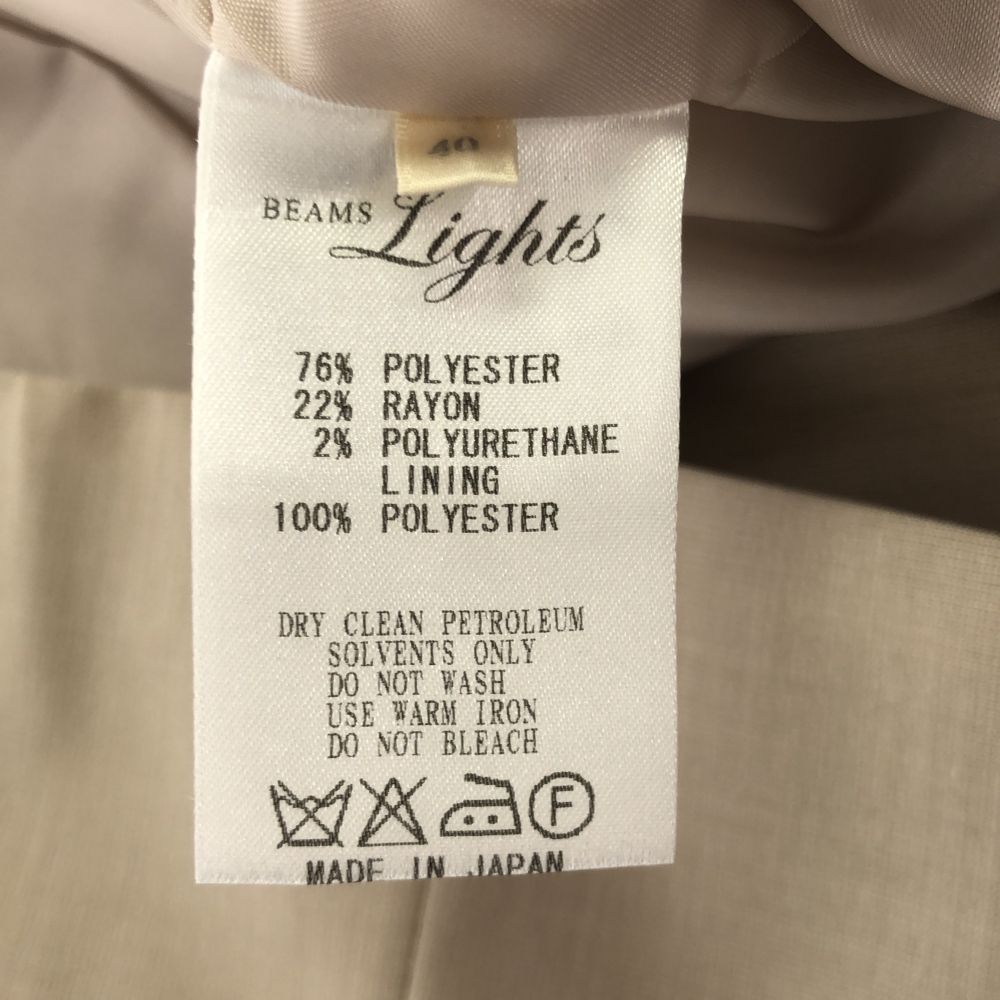 40
BEAMS Lights
76% POLYESTER
22% RAYON
2% POLYURETHANE
LINING
100% POLYESTER
DRY CLEAN PETROLEUM
SOLVENTS ONLY
DO NOT WASH
USE WARM IRON
DO NOT BLEACH
F
MADE IN JAPAN